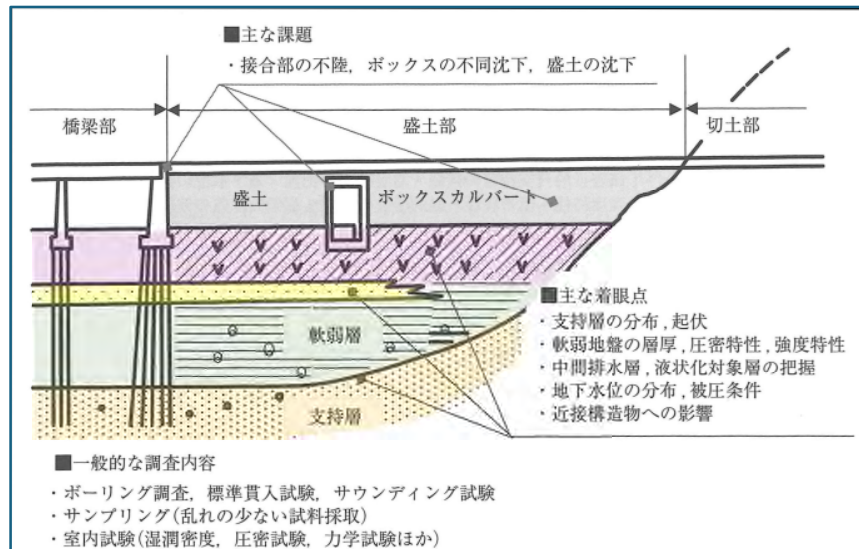 ■主な課題
・接合部の不陸，ボックスの不同沈下，盛土の沈下
橋梁部
盛土部
切土部
盛土
ボックスカルバート
■主な着眼点
・支持層の分布，起伏
・軟弱地盤の層厚，圧密特性，強度特性
・中間排水層，液状化対象層の把握
・地下水位の分布，被圧条件
・近接構造物への影響
軟弱層
支持層
■一般的な調査内容
・ボーリング調査，標準貫入試験，サウンディング試験
・サンプリング(乱れの少ない試料採取)
・室内試験(湿潤密度，圧密試験，力学試験ほか)